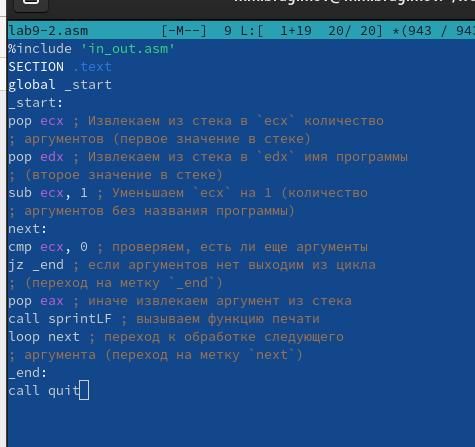 lab9-2.asm [-M--] 9 L:[ 1+19 20/ 20] *(943 / 943
%include 'in_out.asm'
SECTION .text
global _start
_start:
pop ecx ; Извлекаем из стека в `ecx` количество
; аргументов (первое значение в стеке)
pop edx ; Извлекаем из стека в `edx` имя программы
; (второе значение в стеке)
sub ecx, 1 ; Уменьшаем `ecx` на 1 (количество
; аргументов без названия программы)
next:
cmp ecx, 0 ; проверяем, есть ли еще аргументы
jz _end ; если аргументов нет выходим из цикла
; (переход на метку `_end`)
pop eax ; иначе извлекаем аргумент из стека
call sprintLF ; вызываем функцию печати
loop next ; переход к обработке следующего
; аргумента (переход на метку `next`)
_end:
call quit